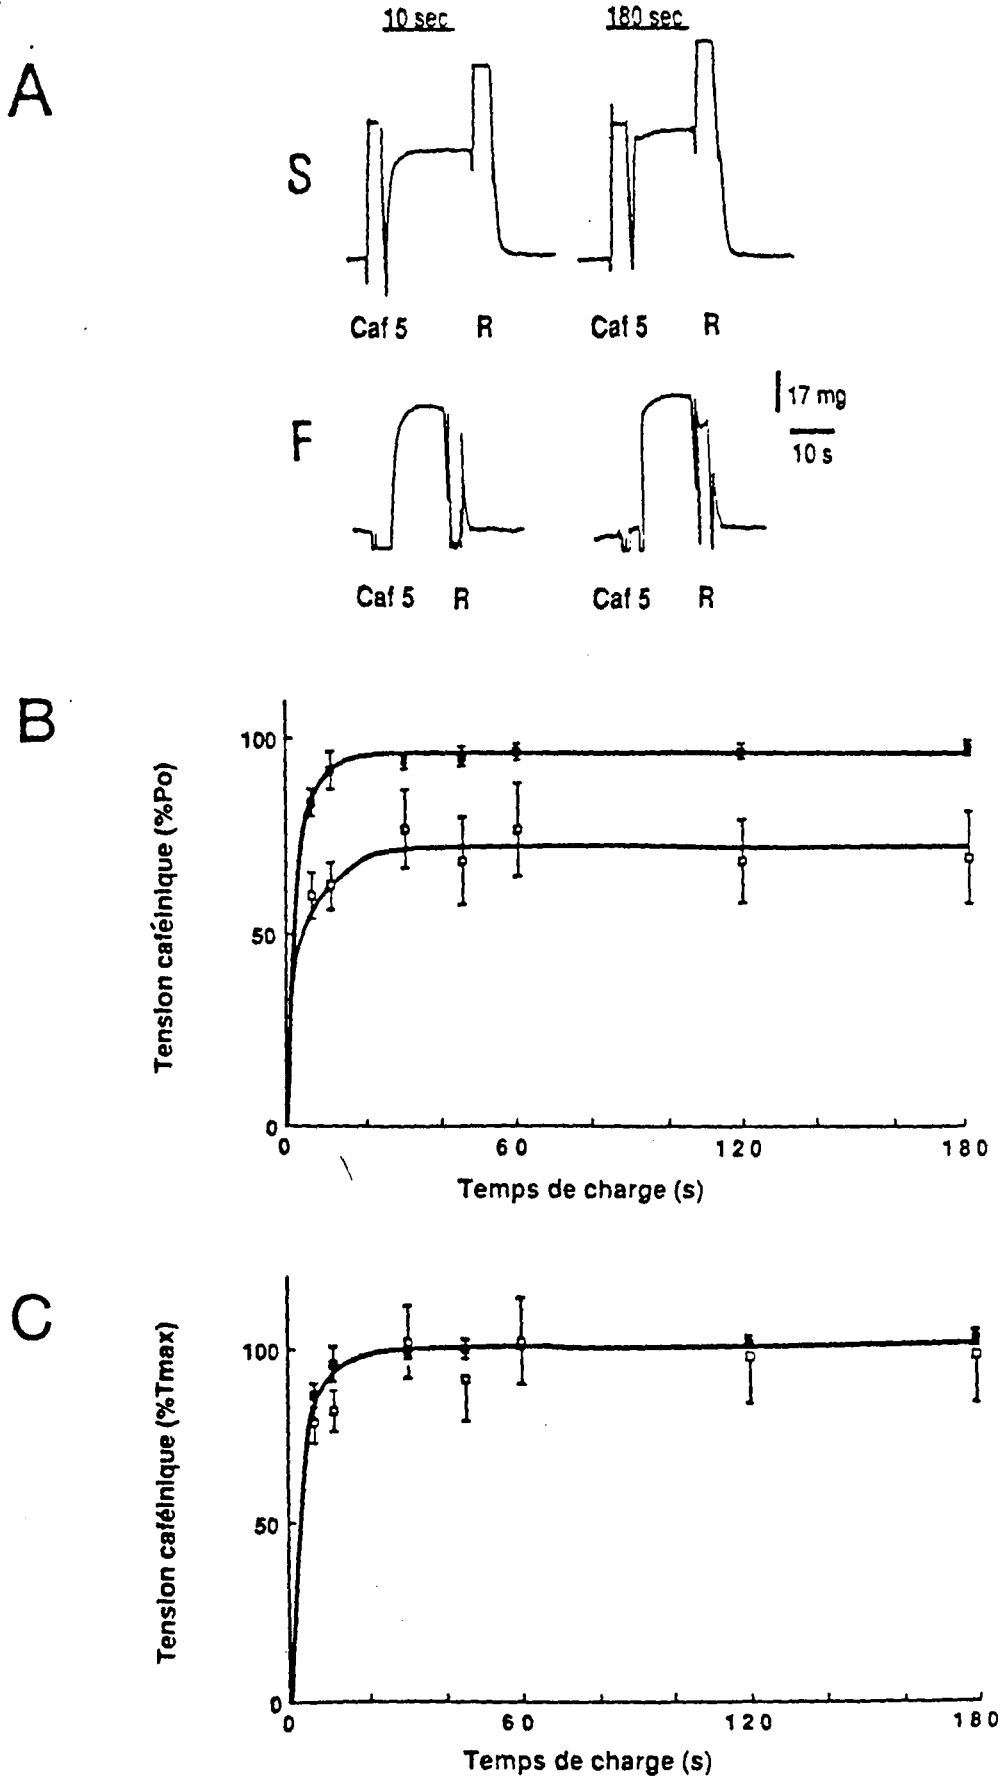 10 sec 180 sec
A
S
Caf 5 R Caf 5 R
F
17 mg
10 s
Caf 5 R Caf 5 R
B
Tension caféinique (%Po)
100
50
0
0 60 120 180
Temps de charge (s)
C
Tension caféinique (%Tmax)
100
50
0
0 60 120 180
Temps de charge (s)